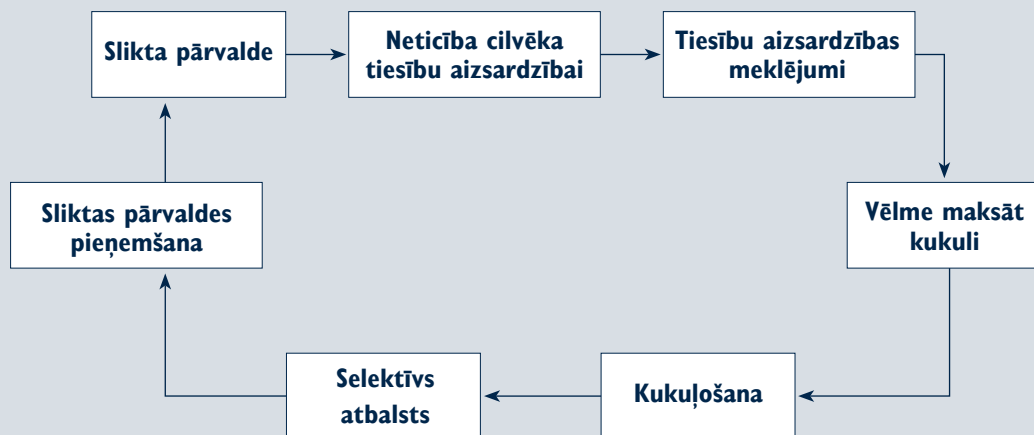 Slikta pārvalde
Neticība cilvēka
tiesību aizsardzībai
Tiesību aizsardzības
meklējumi
Vēlme maksāt
kukuli
Kukuļošana
Selektīvs
atbalsts
Sliktas pārvaldes
pieņemšana